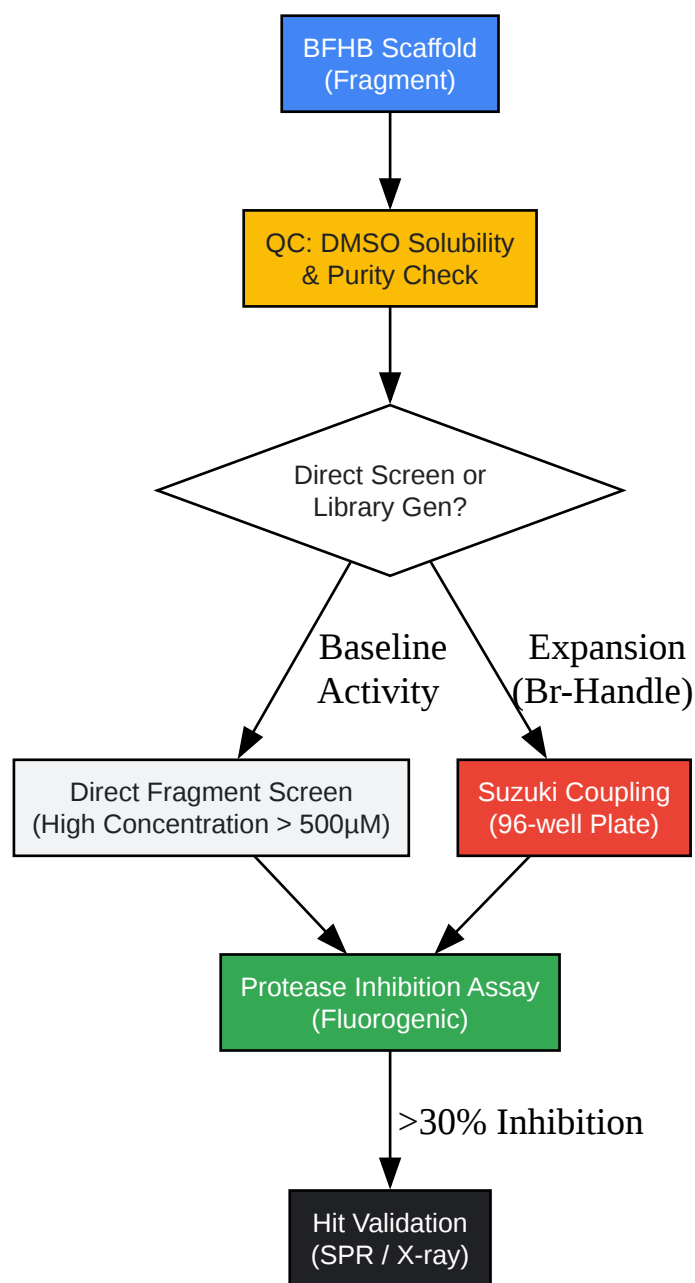 BFHB Scaffold
(Fragment)
QC: DMSO Solubility
& Purity Check
Direct Screen or
Library Gen?
Baseline
Activity
Expansion
(Br-Handle)
Direct Fragment Screen
(High Concentration > 500µM)
Suzuki Coupling
(96-well Plate)
Protease Inhibition Assay
(Fluorogenic)
>30% Inhibition
Hit Validation
(SPR / X-ray)